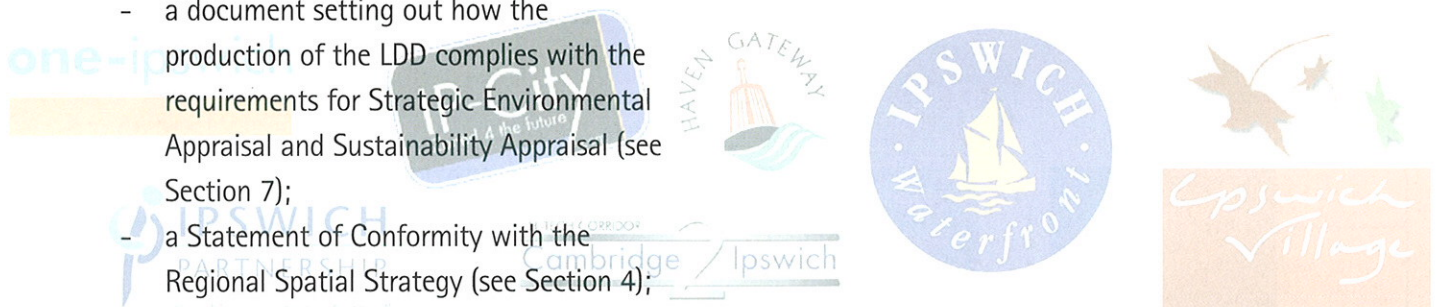 - a document setting out how the
production of the LDD complies with the
requirements for Strategic Environmental
Appraisal and Sustainability Appraisal (see
Section 7);
- a Statement of Conformity with the
Regional Spatial Strategy (see Section 4);
one-ipswich
IP-City
4 the future
HAVEN GATEWAY
IPSWICH
Waterfront
IPSWICH
PARTNERSHIP
CORRIDOR
Cambridge 2 Ipswich
Ipswich
Village